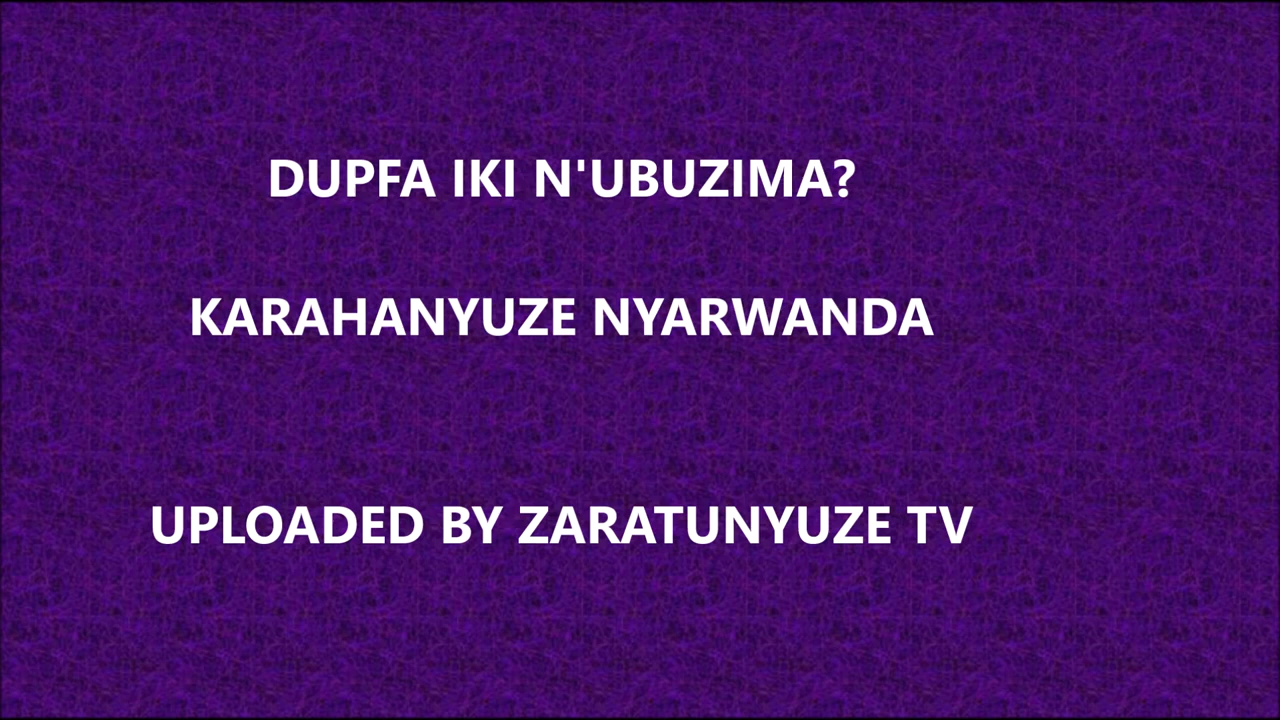 DUPFA IKI N'UBUZIMA?
KARAHANYUZE NYARWANDA
UPLOADED BY ZARATUNYUZE TV